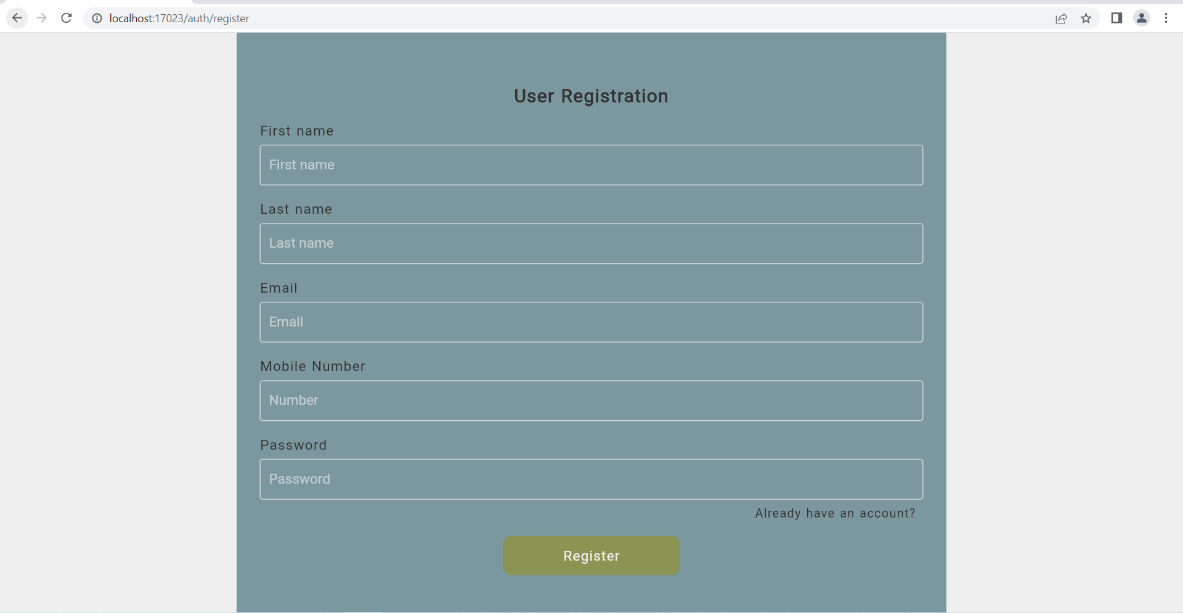 localhost:17023/auth/register
User Registration
First name
First name
Last name
Last name
Email
Email
Mobile Number
Number
Password
Password
Already have an account?
Register